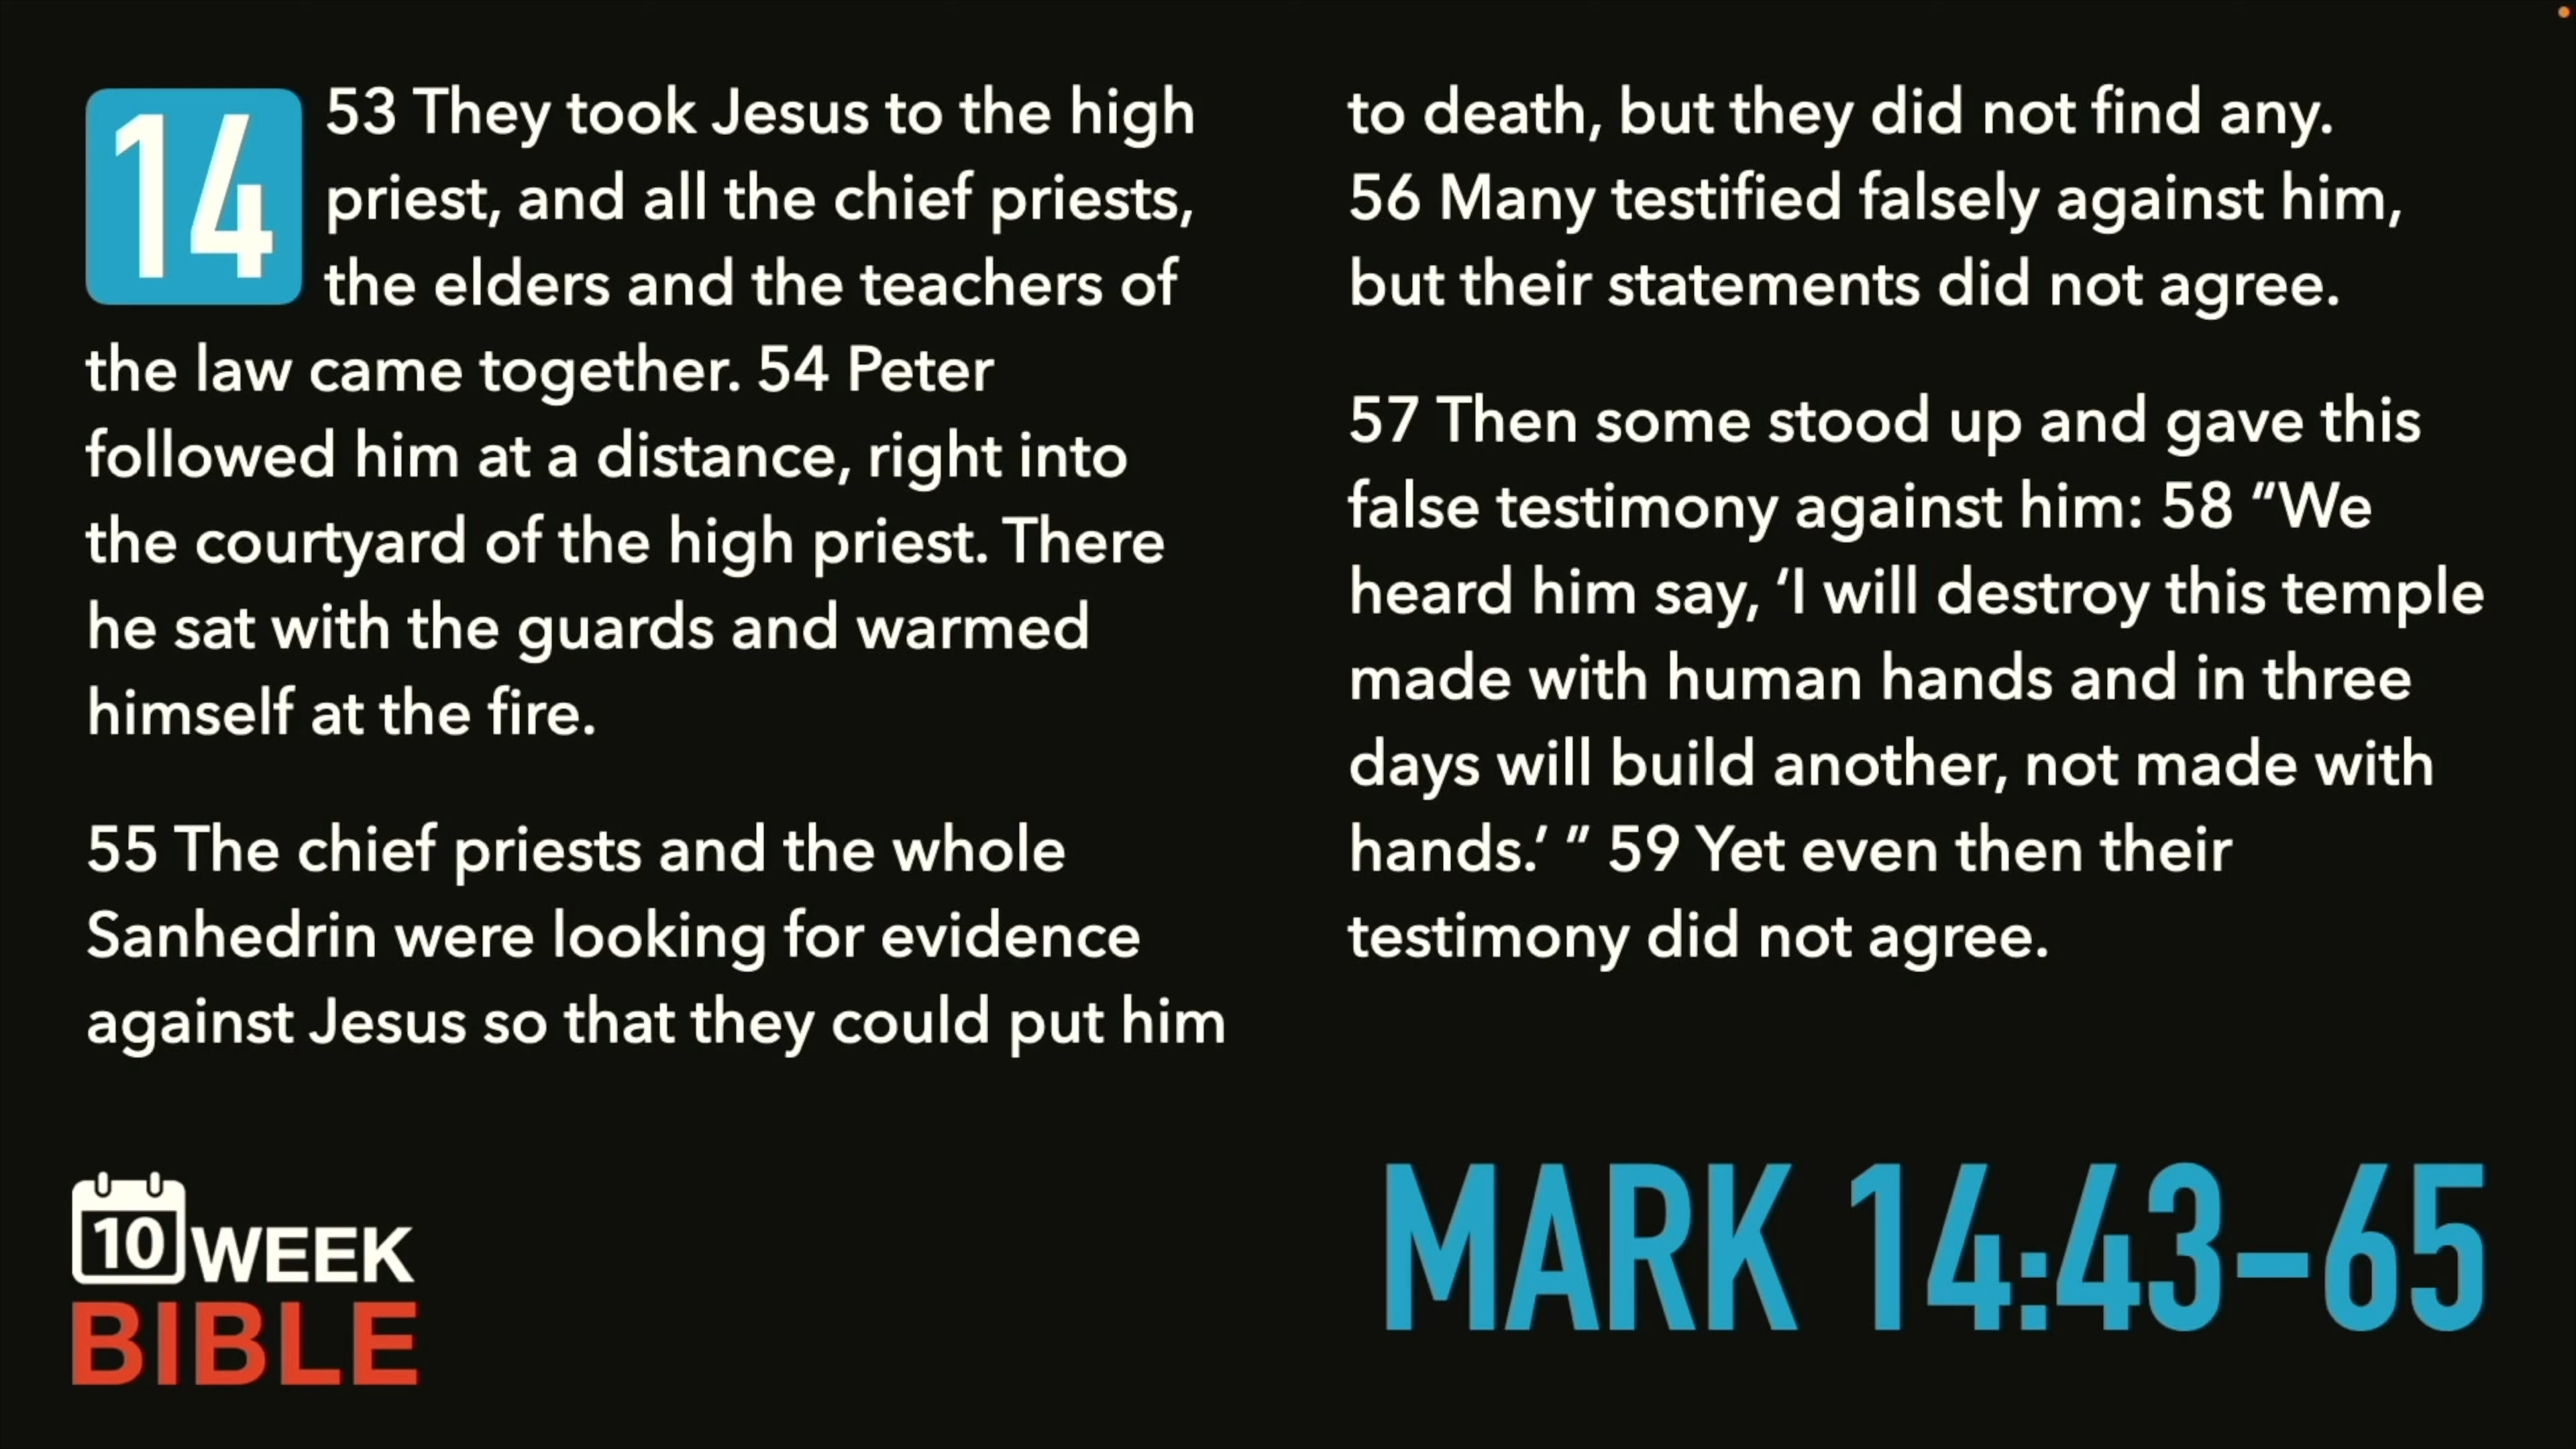 14
53 They took Jesus to the high
priest, and all the chief priests,
the elders and the teachers of
the law came together. 54 Peter
followed him at a distance, right into
the courtyard of the high priest. There
he sat with the guards and warmed
himself at the fire.
55 The chief priests and the whole
Sanhedrin were looking for evidence
against Jesus so that they could put him
to death, but they did not find any.
56 Many testified falsely against him,
but their statements did not agree.
57 Then some stood up and gave this
false testimony against him: 58 “We
heard him say, ‘I will destroy this temple
made with human hands and in three
days will build another, not made with
hands.’ ” 59 Yet even then their
testimony did not agree.
10 WEEK
BIBLE
MARK 14:43–65